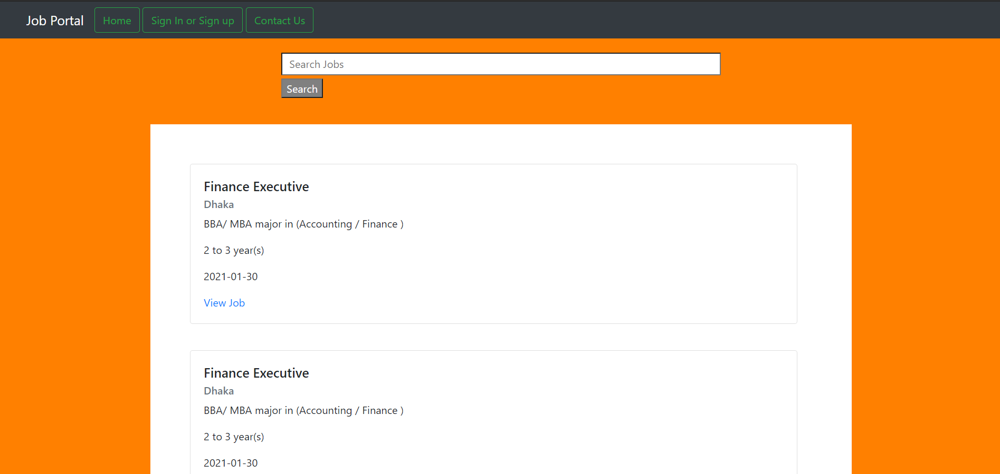 Job Portal Home Sign In or Sign up Contact Us
Search Jobs
Search
Finance Executive
Dhaka
BBA/ MBA major in (Accounting / Finance )
2 to 3 year(s)
2021-01-30
View Job
Finance Executive
Dhaka
BBA/ MBA major in (Accounting / Finance )
2 to 3 year(s)
2021-01-30